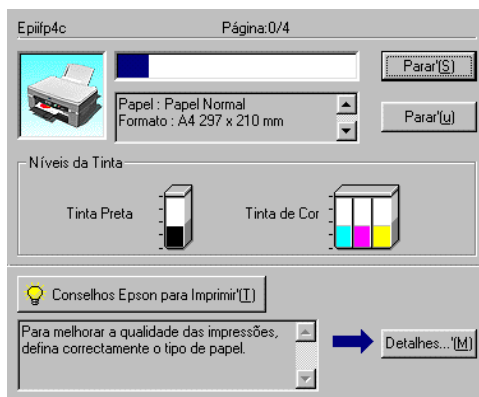 Epiifp4c
Página:0/4
Parar'(S)
Papel : Papel Normal
Formato : A4 297 x 210 mm
Parar'(u)
Níveis da Tinta
Tinta Preta
Tinta de Cor
Conselhos Epson para Imprimir'(T)
Para melhorar a qualidade das impressões,
defina correctamente o tipo de papel.
Detalhes...'(M)